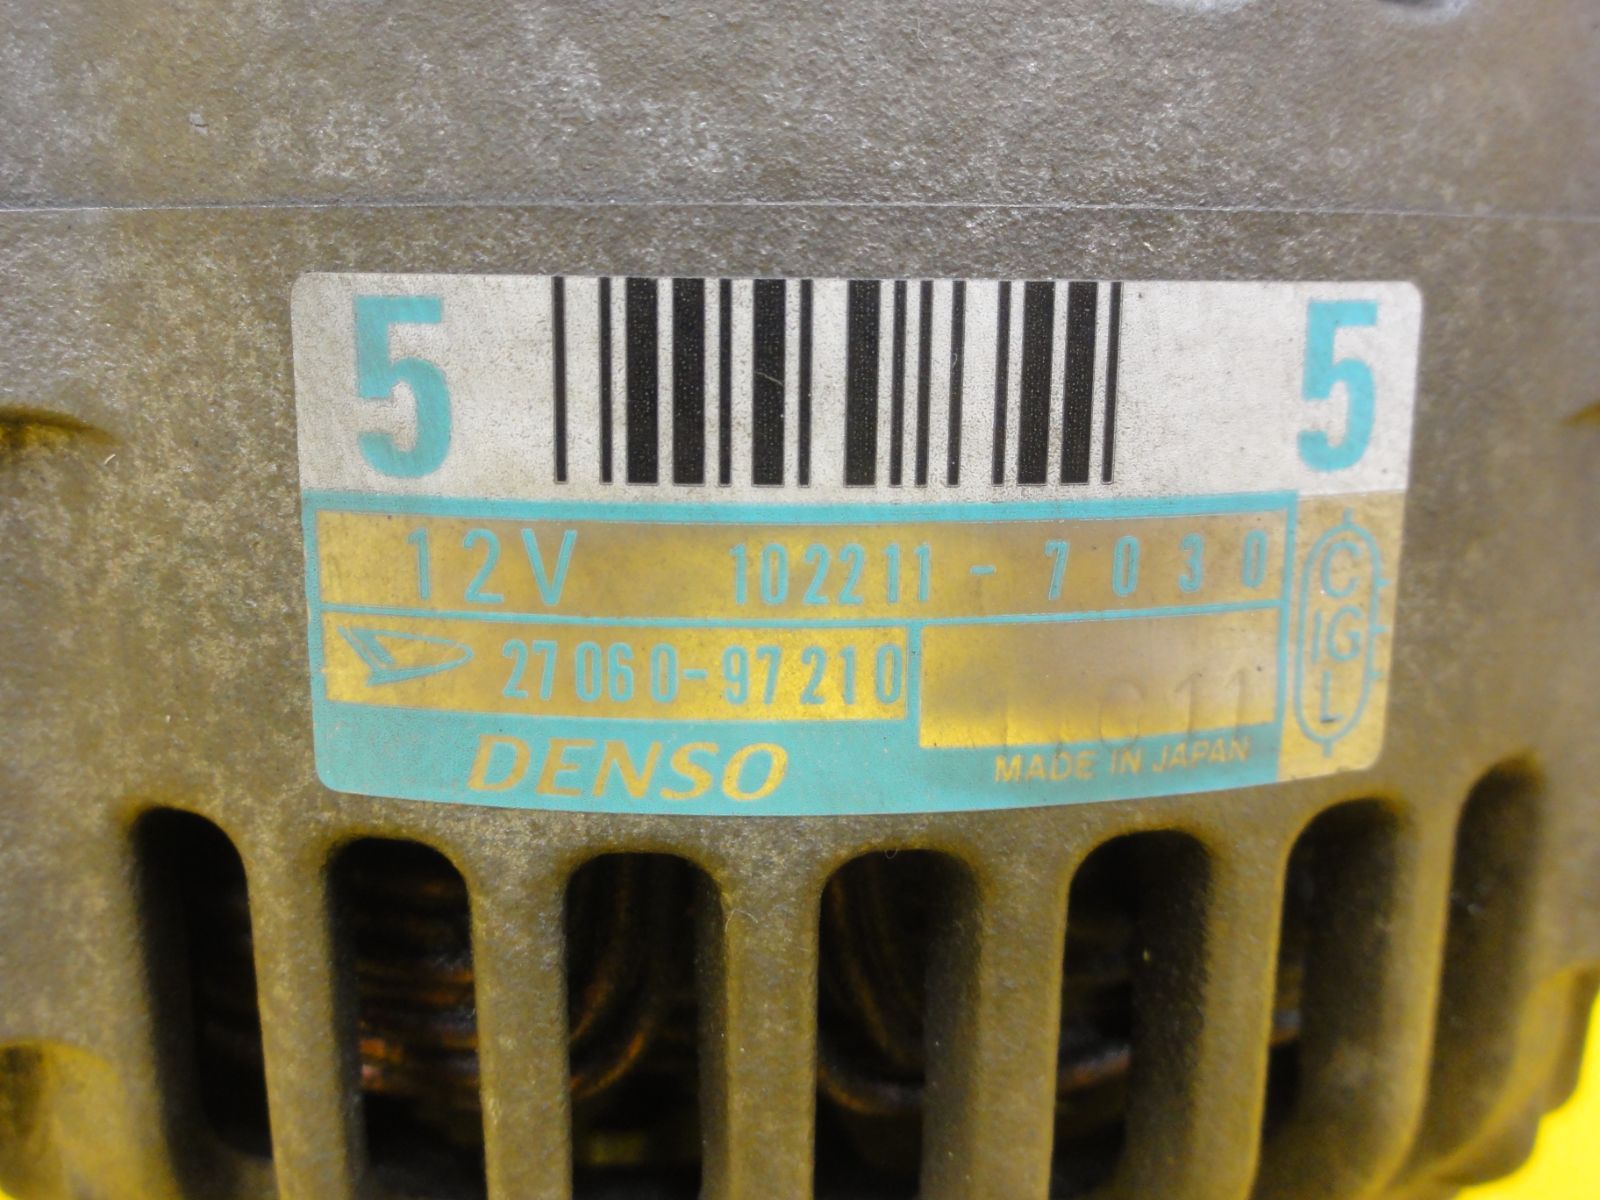 5 5
12V 102211-7030
27060-97210
DENSO MADE IN JAPAN
C
IG
L